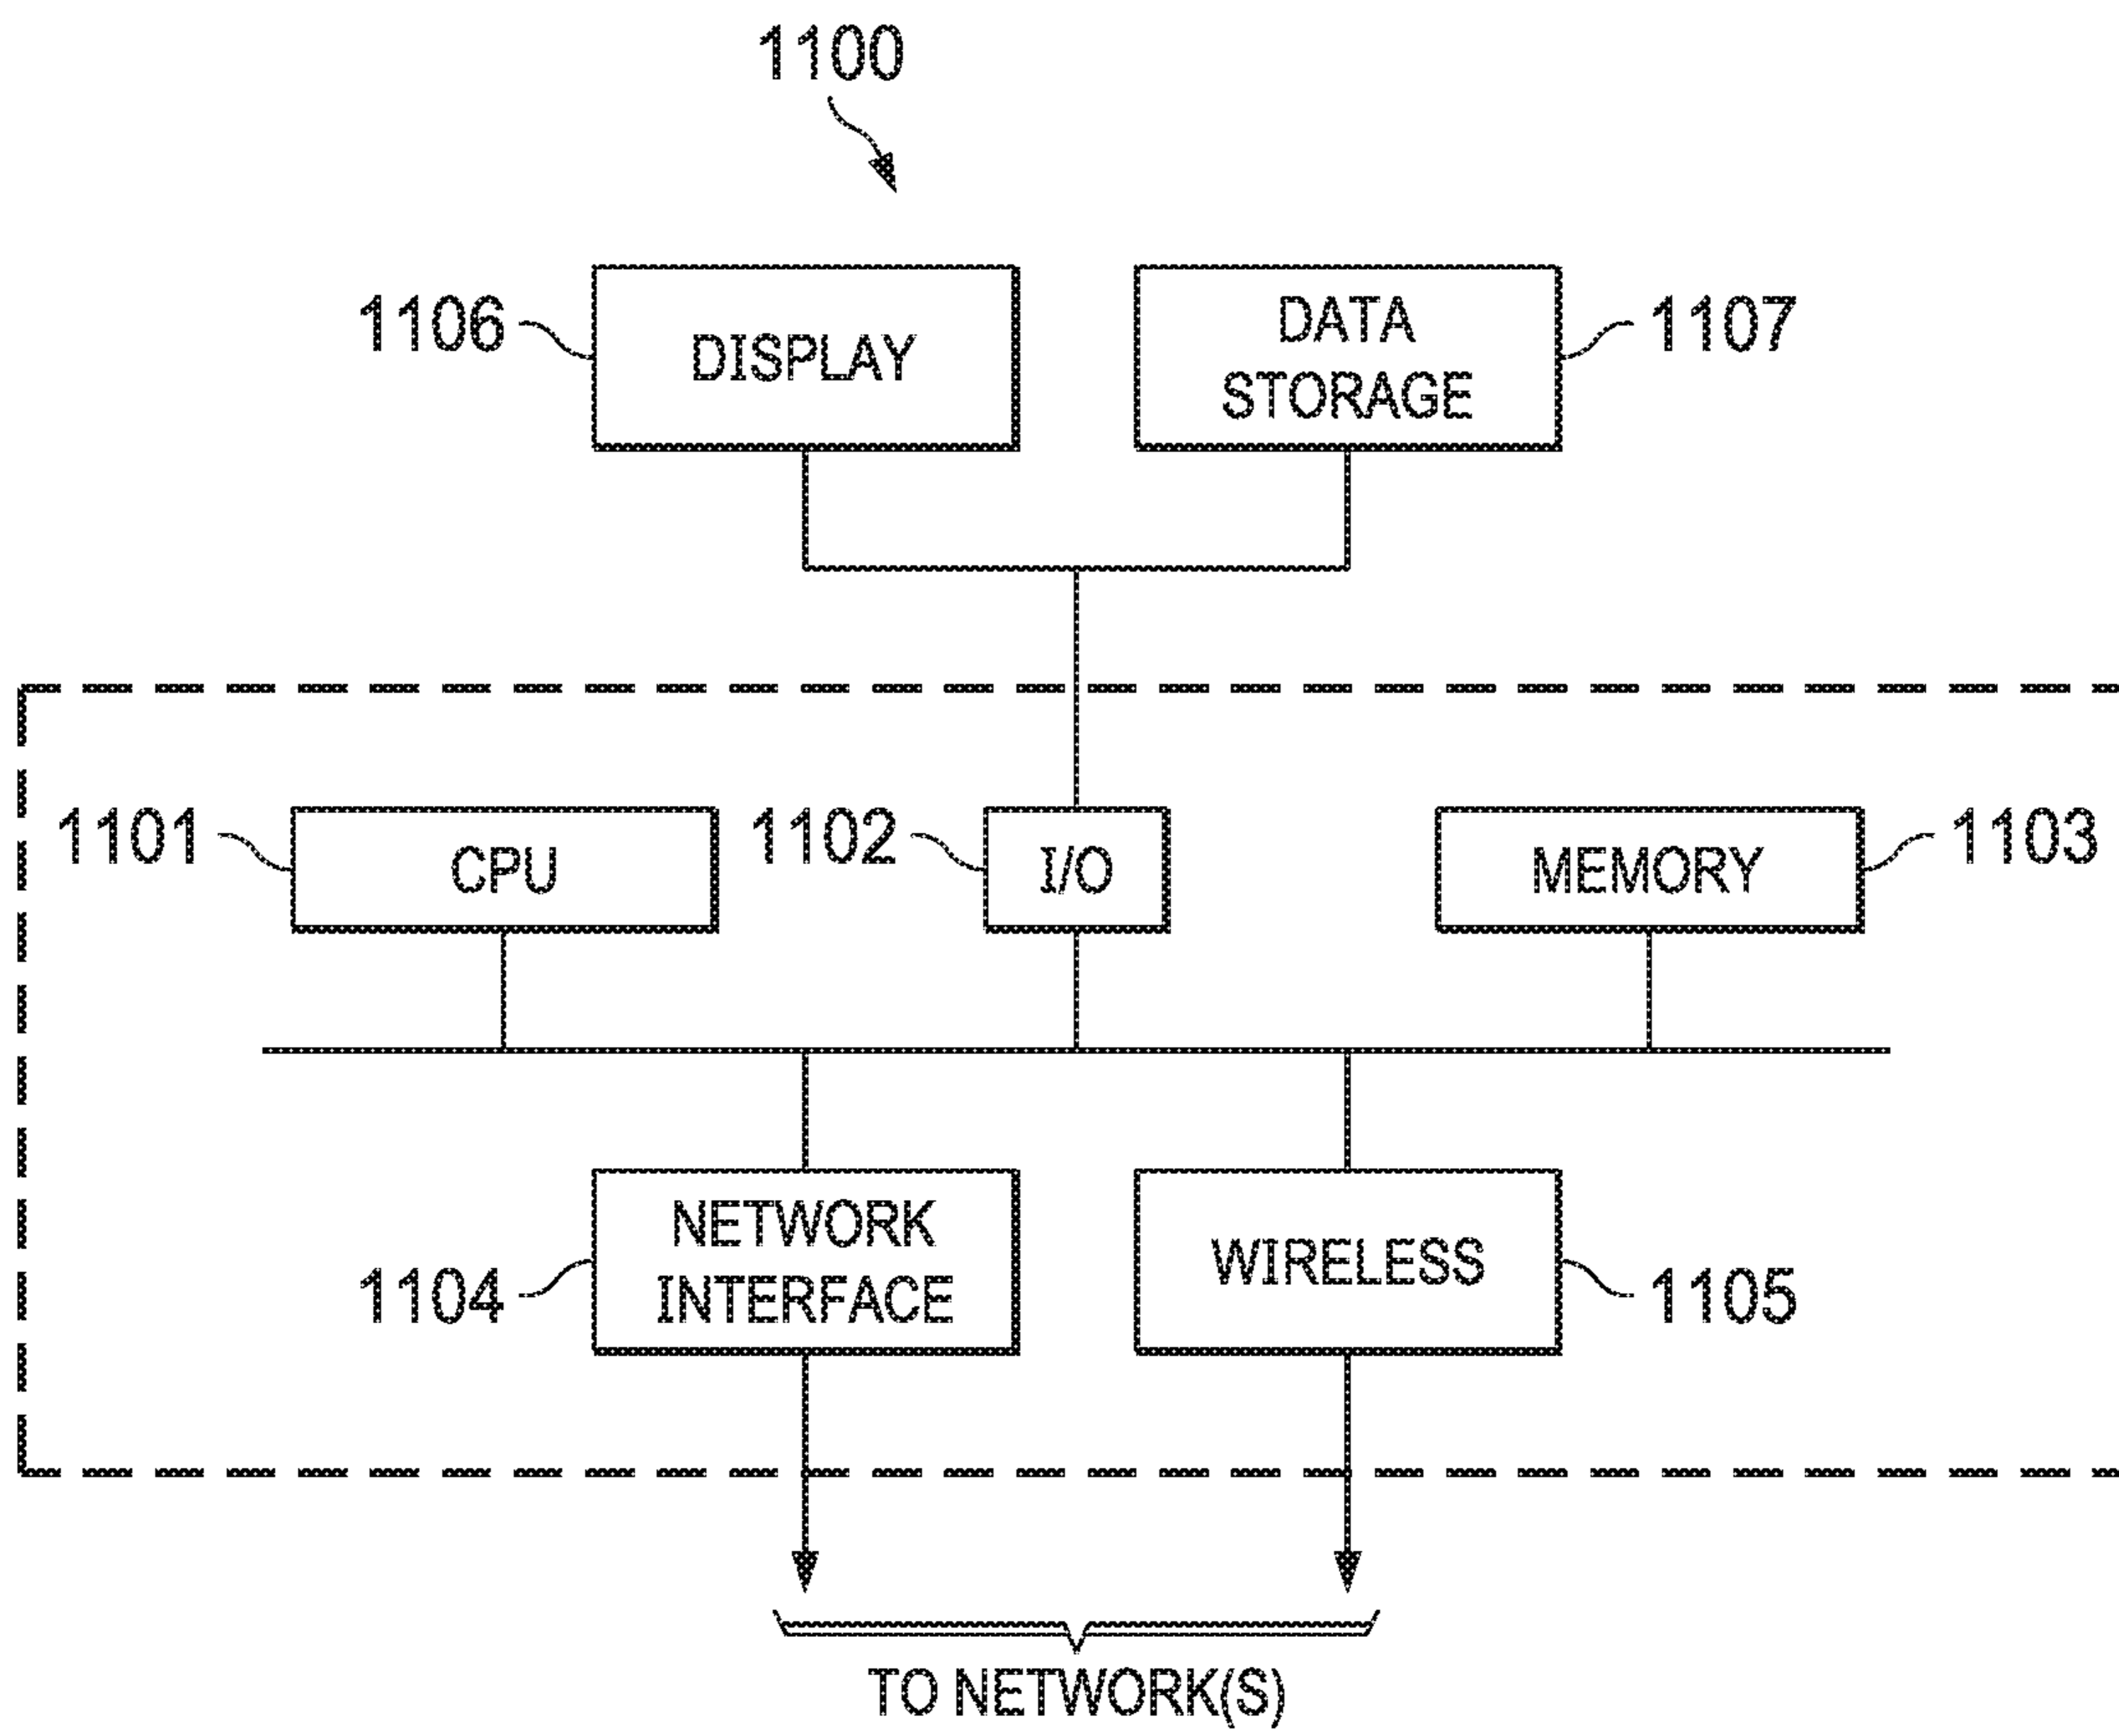 1100
1106
DISPLAY
DATA
STORAGE
1107
1101
CPU
1102
I/O
MEMORY
1103
NETWORK
INTERFACE
1104
WIRELESS
1105
TO NETWORK(S)